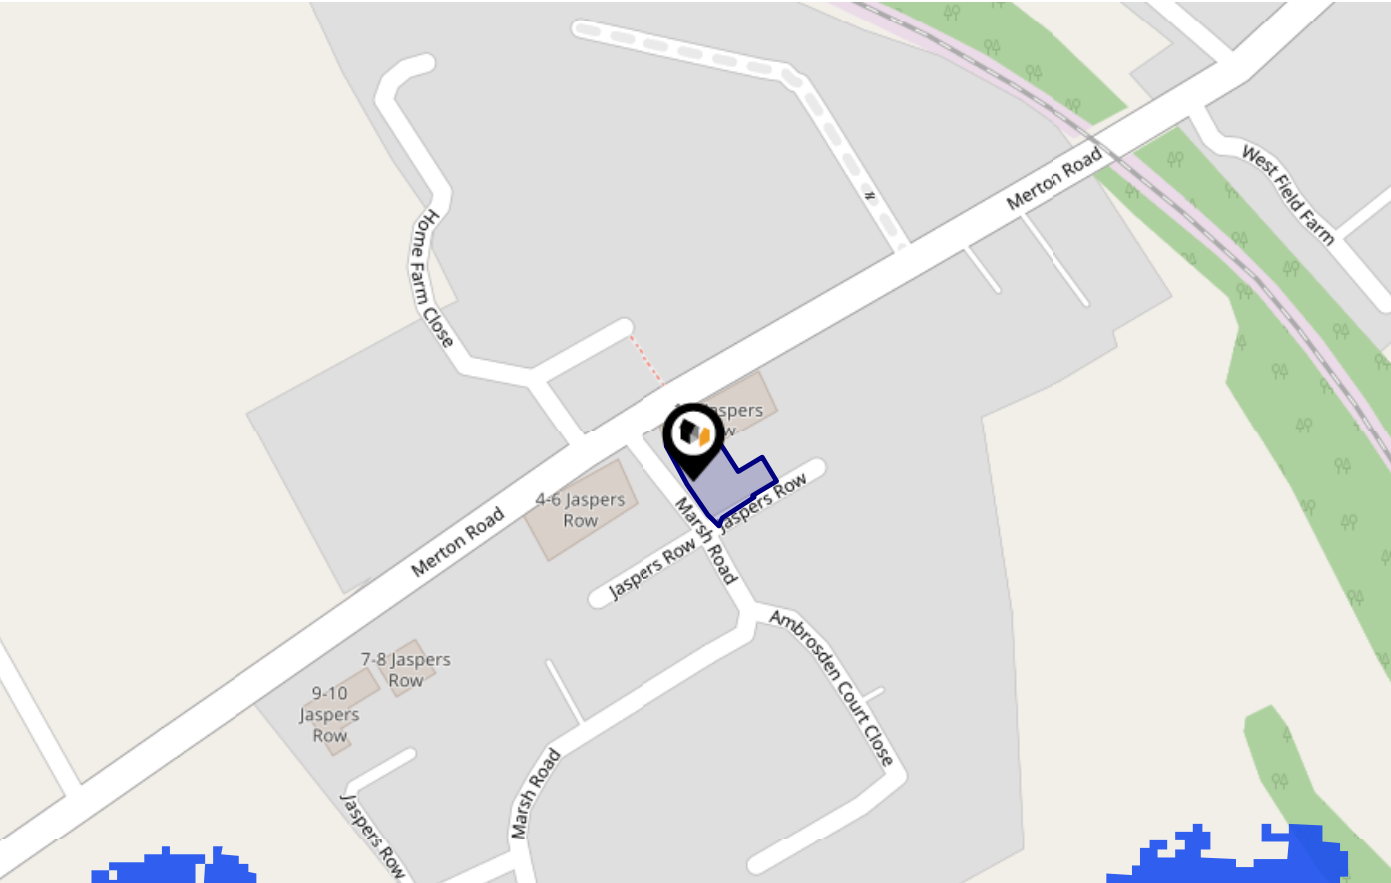 Merton Road
West Field Farm
Home Farm Close
Jaspers
4-6 Jaspers
Row
Marsh Road
Jaspers Row
Jaspers Row
Merton Road
Ambrosden Court Close
7-8 Jaspers
Row
9-10
Jaspers
Row
Marsh Road
Jaspers Row